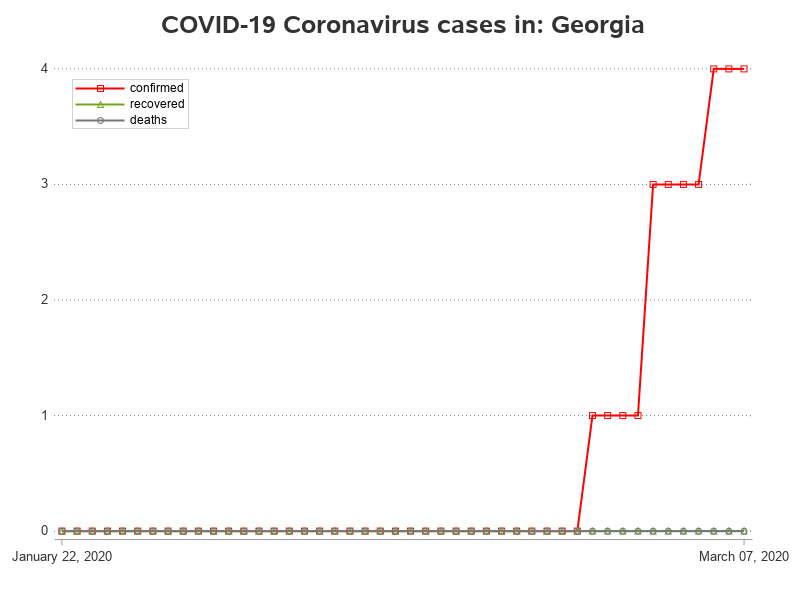 COVID-19 Coronavirus cases in: Georgia
4
confirmed
recovered
deaths
3
2
1
0
January 22, 2020
March 07, 2020